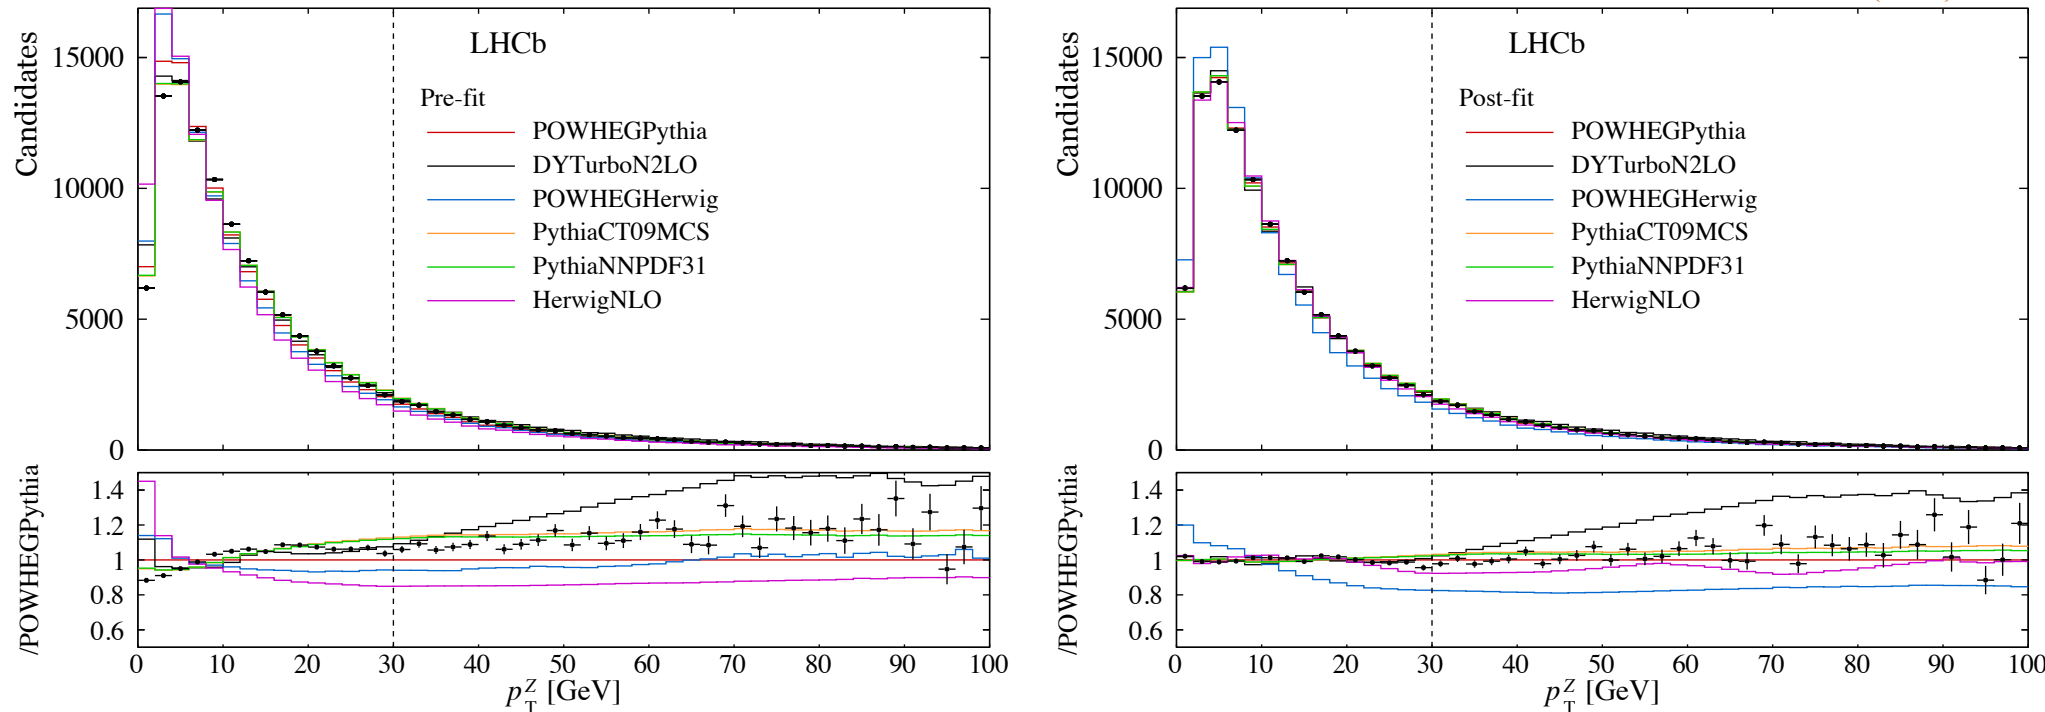 LHCb
Pre-fit
POWHEGPythia
DYTurboN2LO
POWHEGHerwig
PythiaCT09MCS
PythiaNNPDF31
HerwigNLO
Candidates
15000
10000
5000
0
/POWHEGPythia
1.4
1.2
1
0.8
0.6
0 10 20 30 40 50 60 70 80 90 100
p_T^Z [GeV]
LHCb
Post-fit
POWHEGPythia
DYTurboN2LO
POWHEGHerwig
PythiaCT09MCS
PythiaNNPDF31
HerwigNLO
Candidates
15000
10000
5000
0
/POWHEGPythia
1.4
1.2
1
0.8
0.6
0 10 20 30 40 50 60 70 80 90 100
p_T^Z [GeV]